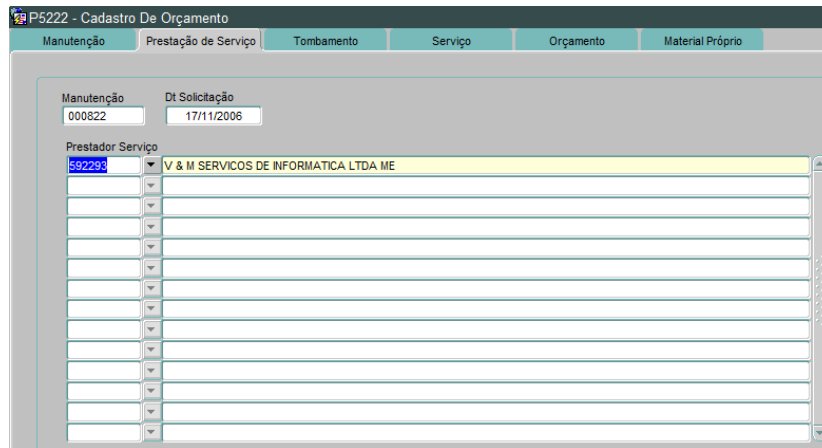 P5222 - Cadastro De Orçamento
Manutenção Prestação de Serviço Tombamento Serviço Orçamento Material Próprio
Manutenção Dt Solicitação
000822 17/11/2006
Prestador Serviço
592293 V & M SERVICOS DE INFORMATICA LTDA ME